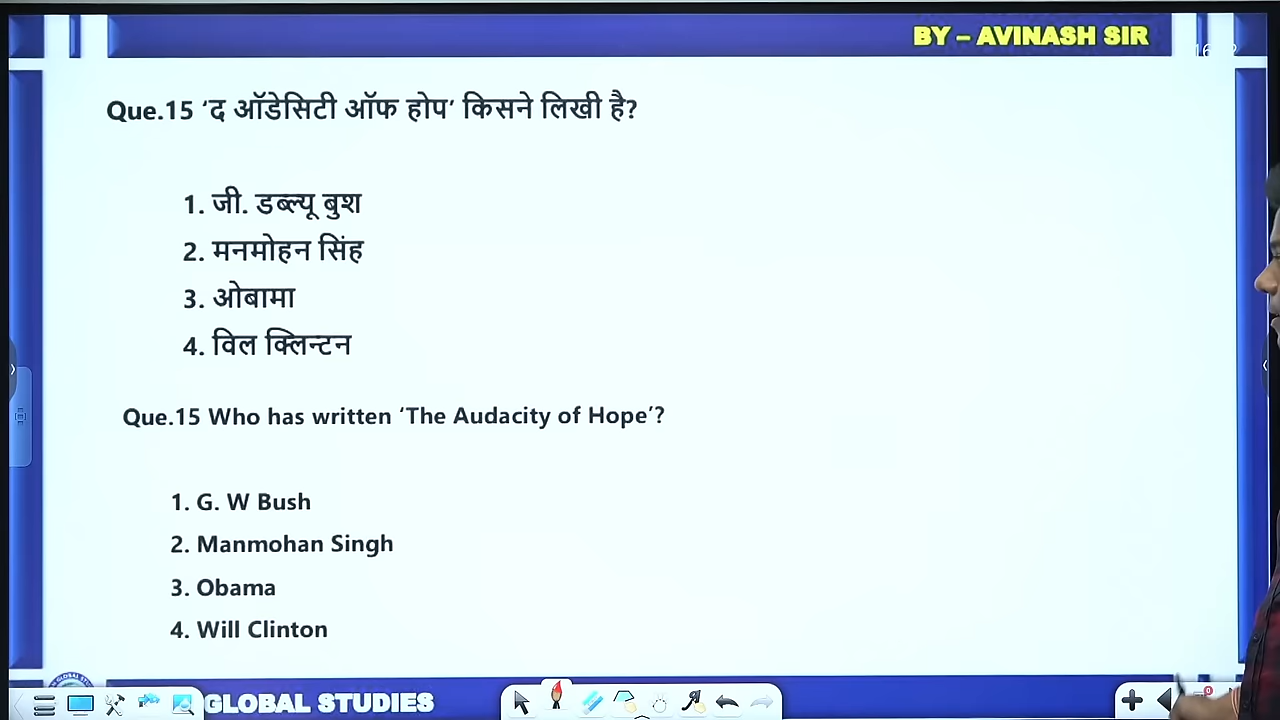 BY – AVINASH SIR
Que.15 ‘द ऑडेसिटी ऑफ होप’ किसने लिखी है?
1. जी. डब्ल्यू बुश
2. मनमोहन सिंह
3. ओबामा
4. विल क्लिन्टन
Que.15 Who has written ‘The Audacity of Hope’?
1. G. W Bush
2. Manmohan Singh
3. Obama
4. Will Clinton
GLOBAL STUDIES